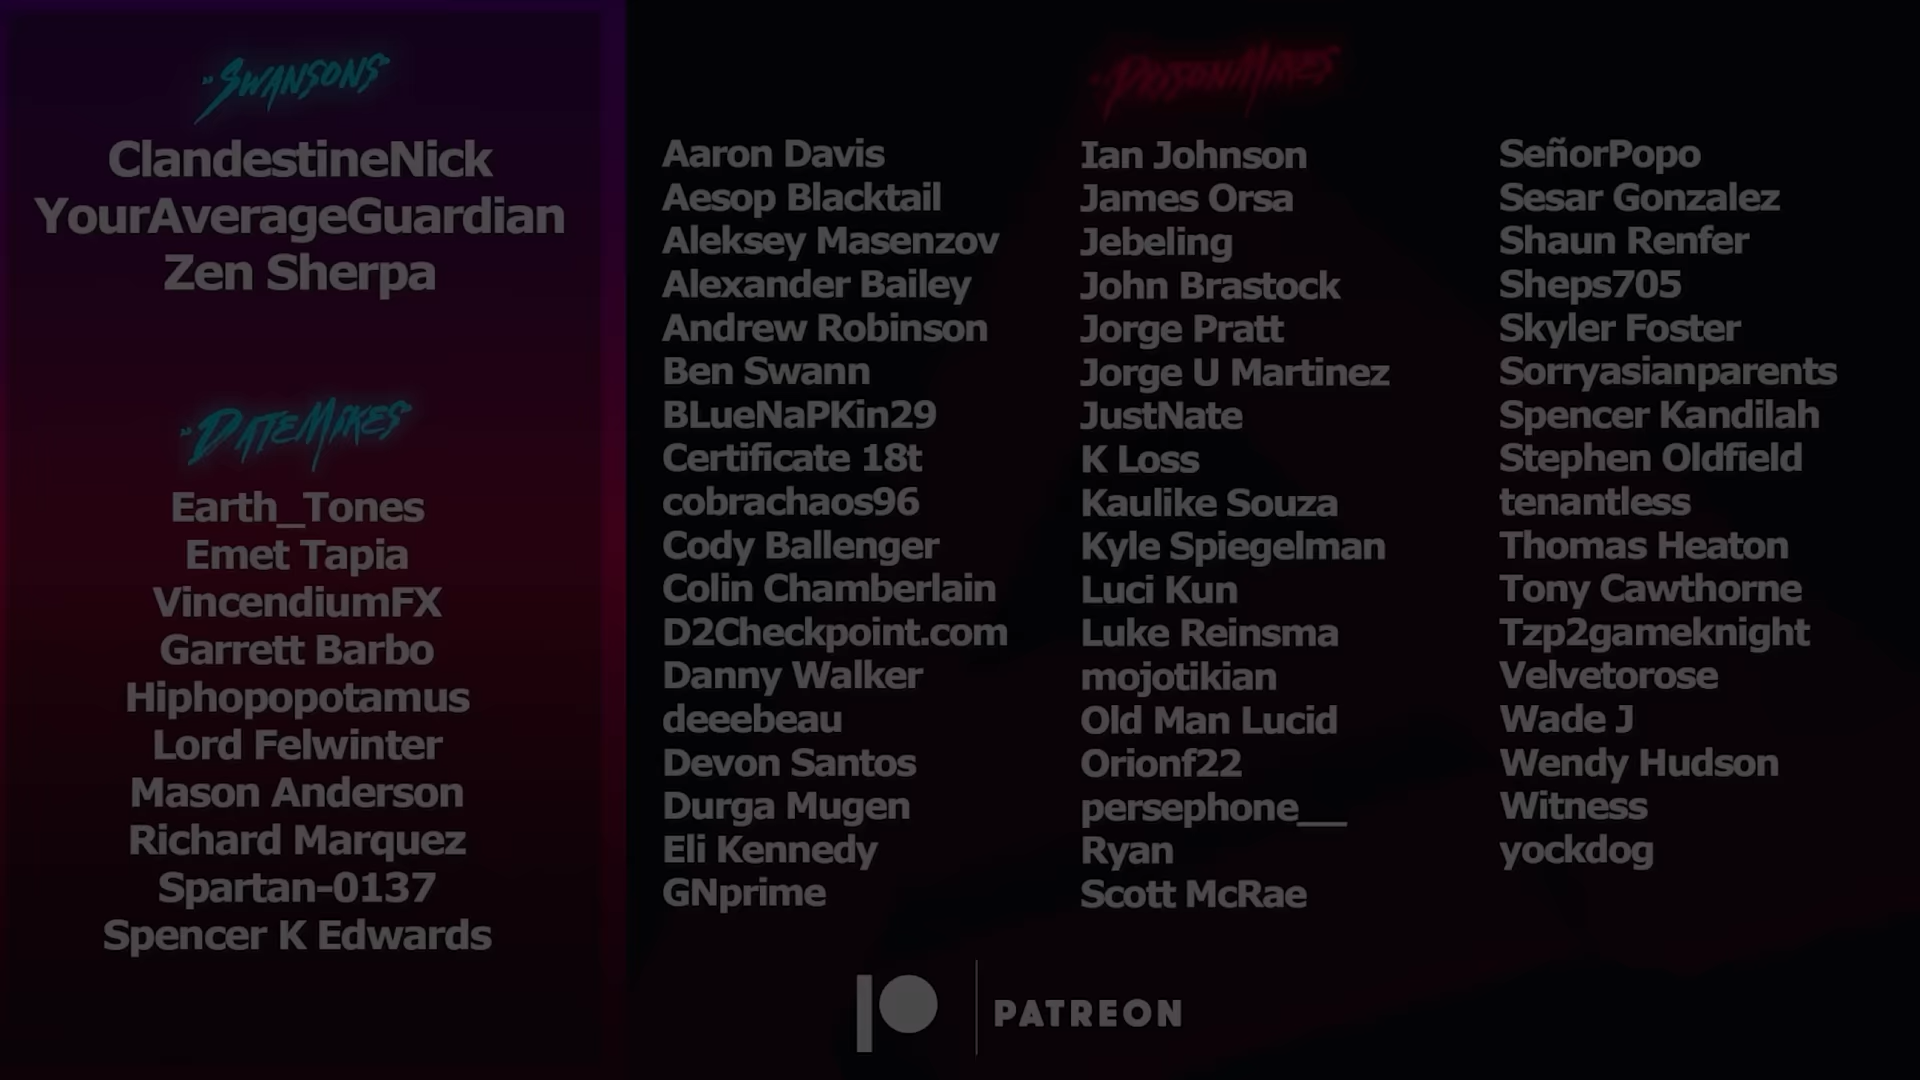 Swansons
ClandestineNick
YourAverageGuardian
Zen Sherpa
DateMikes
Earth_Tones
Emet Tapia
VincendiumFX
Garrett Barbo
Hiphopopotamus
Lord Felwinter
Mason Anderson
Richard Marquez
Spartan-0137
Spencer K Edwards
PoisonMikes
Aaron Davis
Aesop Blacktail
Aleksey Masenzov
Alexander Bailey
Andrew Robinson
Ben Swann
BLueNaPKin29
Certificate 18t
cobrachaos96
Cody Ballenger
Colin Chamberlain
D2Checkpoint.com
Danny Walker
deeebeau
Devon Santos
Durga Mugen
Eli Kennedy
GNprime
Ian Johnson
James Orsa
Jebeling
John Brastock
Jorge Pratt
Jorge U Martinez
JustNate
K Loss
Kaulike Souza
Kyle Spiegelman
Luci Kun
Luke Reinsma
mojotikian
Old Man Lucid
Orionf22
persephone__
Ryan
Scott McRae
SeñorPopo
Sesar Gonzalez
Shaun Renfer
Sheps705
Skyler Foster
Sorryasianparents
Spencer Kandilah
Stephen Oldfield
tenantless
Thomas Heaton
Tony Cawthorne
Tzp2gameknight
Velvetorose
Wade J
Wendy Hudson
Witness
yockdog
PATREON